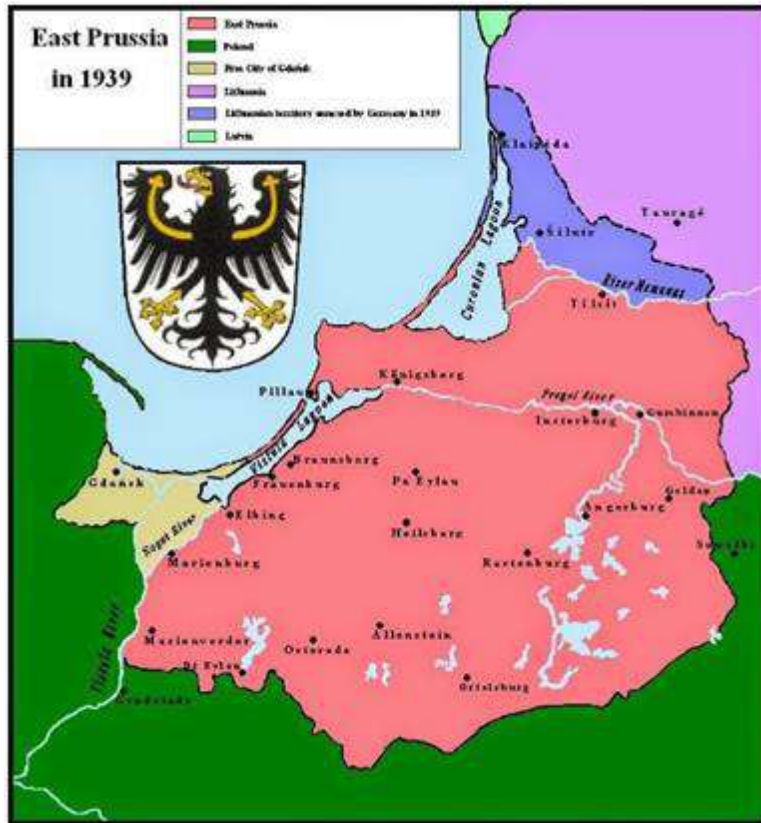 East Prussia
in 1939
East Prussia
Poland
Free City of Gdańsk
Lithuania
Lithuanian territory annexed by Germany in 1939
Latvia
Klaipėda
Tauragė
Šilutė
Curonian Lagoon
River Nemunas
Tilsit
Königsberg
Pillau
Pregel River
Insterburg
Gumbinnen
Vistula Lagoon
Braunsberg
Gdańsk
Frauenburg
Pr. Eylau
Goldap
Elbing
Angerburg
Nogat River
Heilsberg
Suwałki
Marienburg
Rastenburg
Marienwerder
Allenstein
Osterode
Vistula River
Dt Eylau
Ortelsburg
Grudziądz